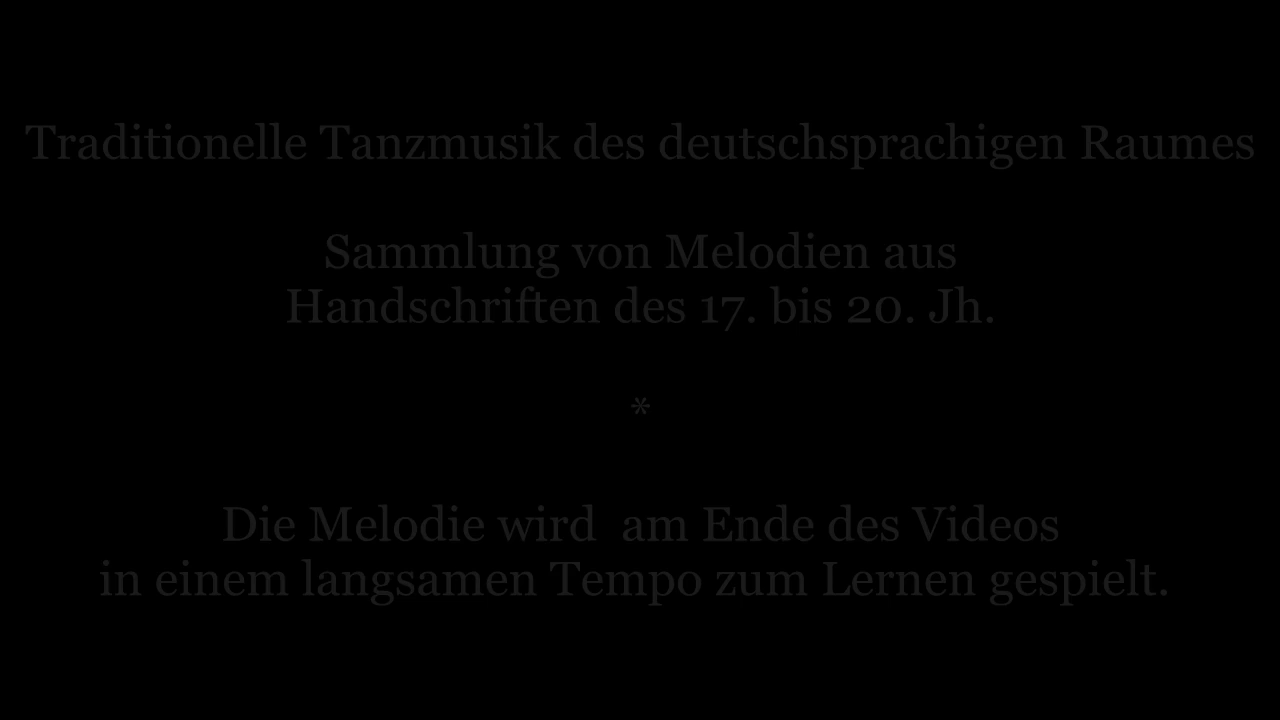 Traditionelle Tanzmusik des deutschsprachigen Raumes
Sammlung von Melodien aus
Handschriften des 17. bis 20. Jh.
*
Die Melodie wird  am Ende des Videos
in einem langsamen Tempo zum Lernen gespielt.